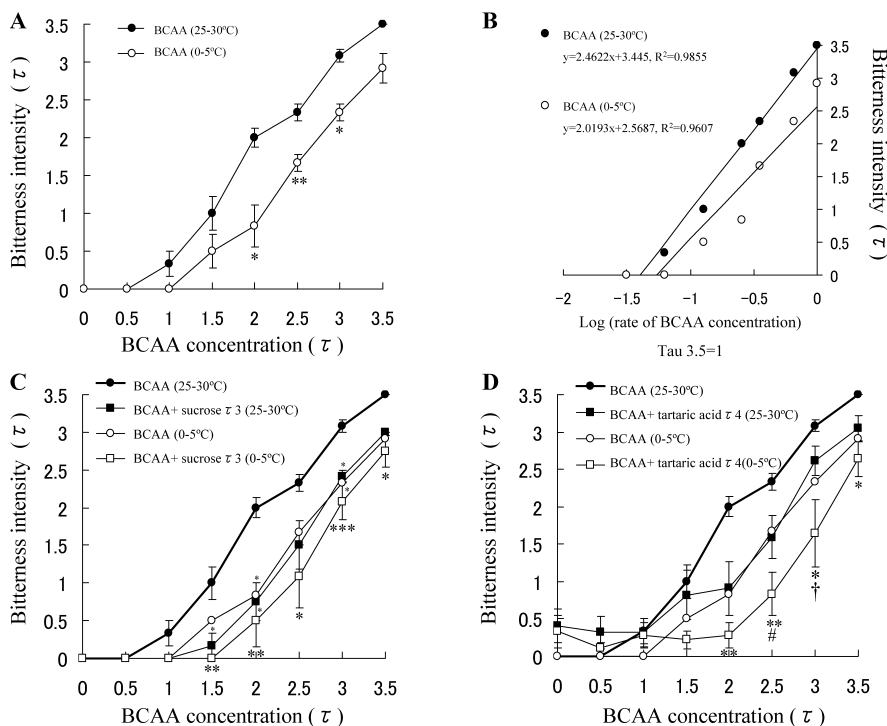 A
BCAA (25-30ºC)
BCAA (0-5ºC)
Bitterness intensity (τ)
3.5
3
2.5
2
1.5
1
0.5
0
*
**
*
0 0.5 1 1.5 2 2.5 3 3.5
BCAA concentration (τ)
B
BCAA (25-30ºC)
y=2.4622x+3.445, R²=0.9855
BCAA (0-5ºC)
y=2.0193x+2.5687, R²=0.9607
3.5
3
2.5
2
1.5
1
0.5
0
Bitterness intensity (τ)
-2 -1.5 -1 -0.5 0
Log (rate of BCAA concentration)
Tau 3.5=1
C
BCAA (25-30ºC)
BCAA+ sucrose τ 3 (25-30ºC)
BCAA (0-5ºC)
BCAA+ sucrose τ 3 (0-5ºC)
Bitterness intensity (τ)
3.5
3
2.5
2
1.5
1
0.5
0
*
*
*
***
*
*
*
*
**
**
0 0.5 1 1.5 2 2.5 3 3.5
BCAA concentration (τ)
D
BCAA (25-30ºC)
BCAA+ tartaric acid τ 4 (25-30ºC)
BCAA (0-5ºC)
BCAA+ tartaric acid τ 4(0-5ºC)
Bitterness intensity (τ)
3.5
3
2.5
2
1.5
1
0.5
0
*
*
†
**
#
**
0 0.5 1 1.5 2 2.5 3 3.5
BCAA concentration (τ)